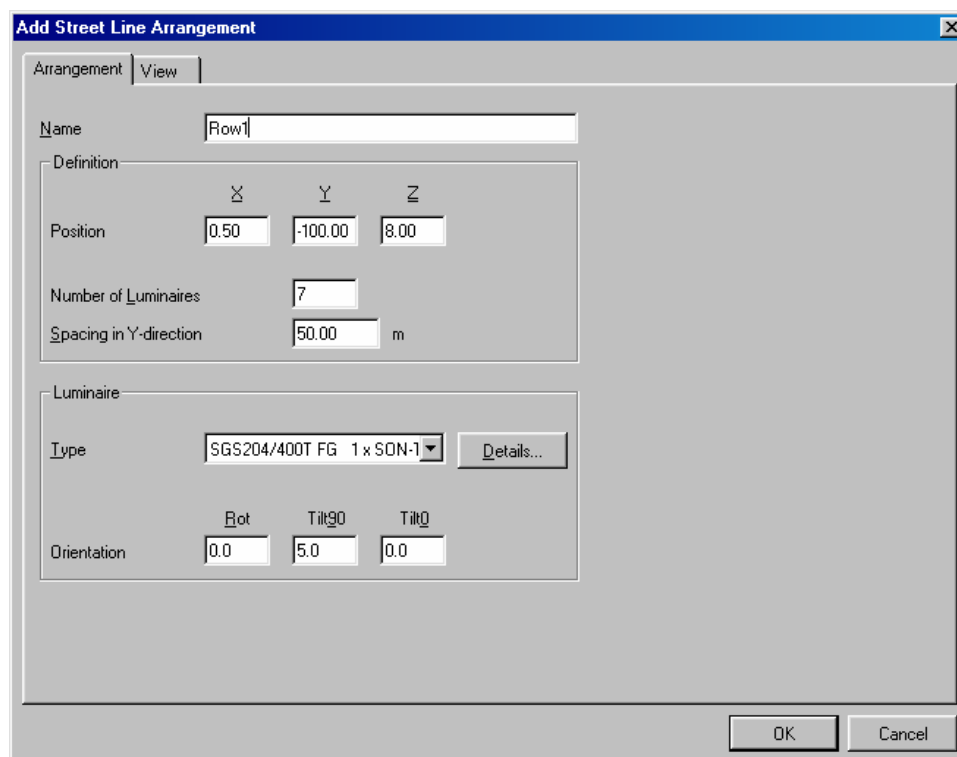 Add Street Line Arrangement
Arrangement View
Name Row1
Definition
X Y Z
Position 0.50 -100.00 8.00
Number of Luminaires 7
Spacing in Y-direction 50.00 m
Luminaire
Type SGS204/400T FG 1 x SON-T Details...
Rot Tilt90 Tilt0
Orientation 0.0 5.0 0.0
OK Cancel